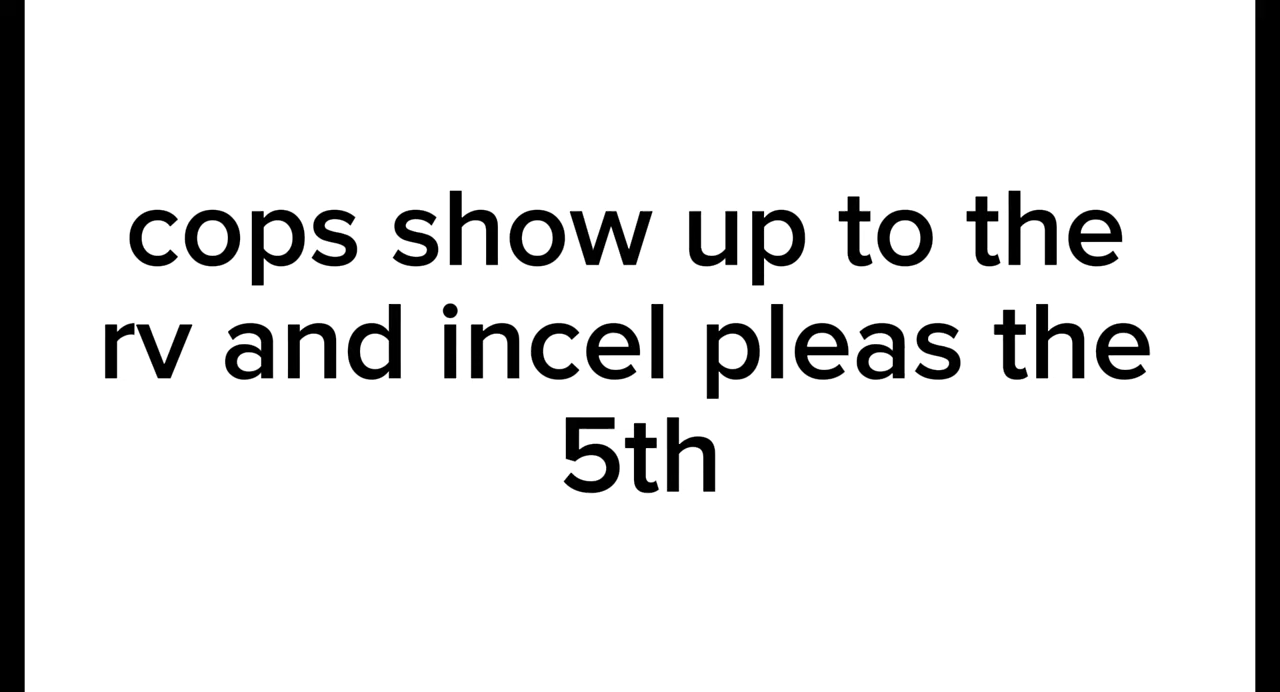 cops show up to the
rv and incel pleas the
5th